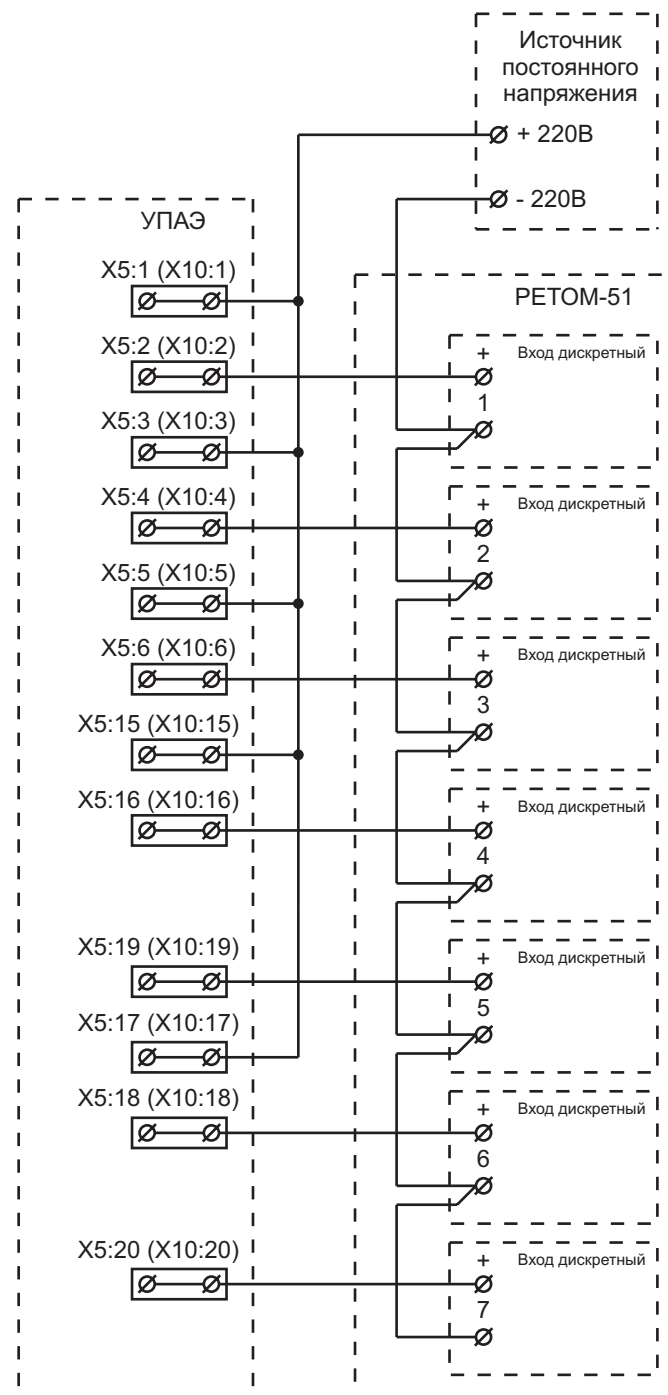 Источник
постоянного
напряжения
+ 220В
- 220В
УПАЭ
X5:1 (X10:1)
РЕТОМ-51
X5:2 (X10:2)
+ Вход дискретный
1
X5:3 (X10:3)
X5:4 (X10:4)
+ Вход дискретный
2
X5:5 (X10:5)
X5:6 (X10:6)
+ Вход дискретный
3
X5:15 (X10:15)
X5:16 (X10:16)
+ Вход дискретный
4
X5:19 (X10:19)
+ Вход дискретный
5
X5:17 (X10:17)
X5:18 (X10:18)
+ Вход дискретный
6
X5:20 (X10:20)
+ Вход дискретный
7